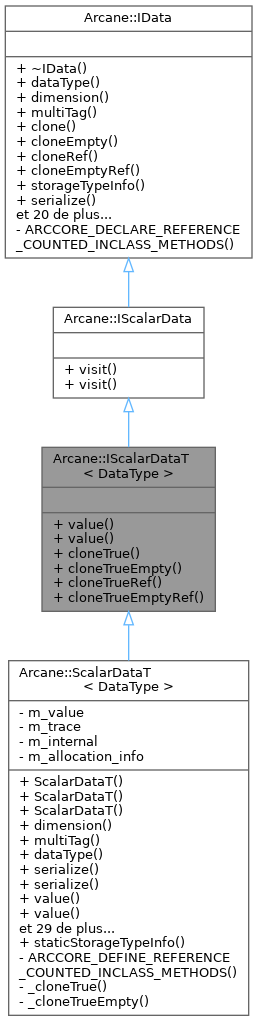 Arcane::IData
+ ~IData()
+ dataType()
+ dimension()
+ multiTag()
+ clone()
+ cloneEmpty()
+ cloneRef()
+ cloneEmptyRef()
+ storageTypeInfo()
+ serialize()
et 20 de plus...
- ARCCORE_DECLARE_REFERENCE
_COUNTED_INCLASS_METHODS()
Arcane::IScalarData
+ visit()
+ visit()
Arcane::IScalarDataT
< DataType >
+ value()
+ value()
+ cloneTrue()
+ cloneTrueEmpty()
+ cloneTrueRef()
+ cloneTrueEmptyRef()
Arcane::ScalarDataT
< DataType >
- m_value
- m_trace
- m_internal
- m_allocation_info
+ ScalarDataT()
+ ScalarDataT()
+ ScalarDataT()
+ dimension()
+ multiTag()
+ dataType()
+ serialize()
+ serialize()
+ value()
+ value()
et 29 de plus...
+ staticStorageTypeInfo()
- ARCCORE_DEFINE_REFERENCE
_COUNTED_INCLASS_METHODS()
- _cloneTrue()
- _cloneTrueEmpty()